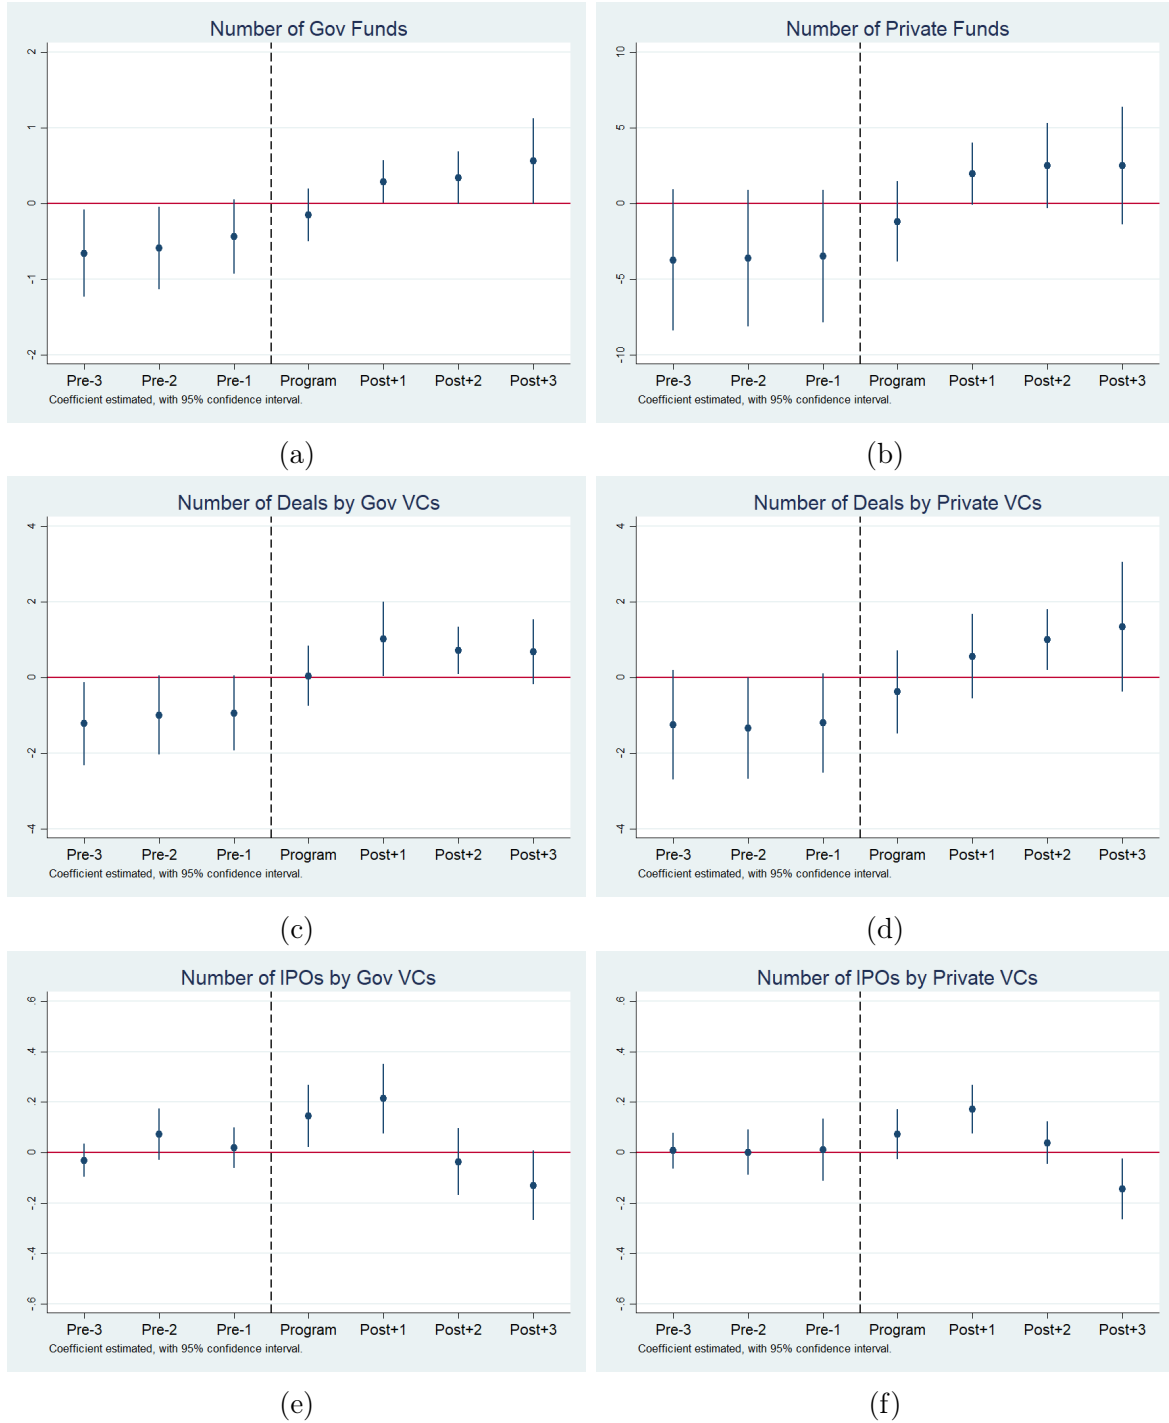 Number of Gov Funds
2
1
0
-1
-2
Pre-3 Pre-2 Pre-1 Program Post+1 Post+2 Post+3
Coefficient estimated, with 95% confidence interval.
(a)
Number of Private Funds
10
5
0
-5
-10
Pre-3 Pre-2 Pre-1 Program Post+1 Post+2 Post+3
Coefficient estimated, with 95% confidence interval.
(b)
Number of Deals by Gov VCs
4
2
0
-2
-4
Pre-3 Pre-2 Pre-1 Program Post+1 Post+2 Post+3
Coefficient estimated, with 95% confidence interval.
(c)
Number of Deals by Private VCs
4
2
0
-2
-4
Pre-3 Pre-2 Pre-1 Program Post+1 Post+2 Post+3
Coefficient estimated, with 95% confidence interval.
(d)
Number of IPOs by Gov VCs
.6
.4
.2
0
-.2
-.4
-.6
Pre-3 Pre-2 Pre-1 Program Post+1 Post+2 Post+3
Coefficient estimated, with 95% confidence interval.
(e)
Number of IPOs by Private VCs
.6
.4
.2
0
-.2
-.4
-.6
Pre-3 Pre-2 Pre-1 Program Post+1 Post+2 Post+3
Coefficient estimated, with 95% confidence interval.
(f)